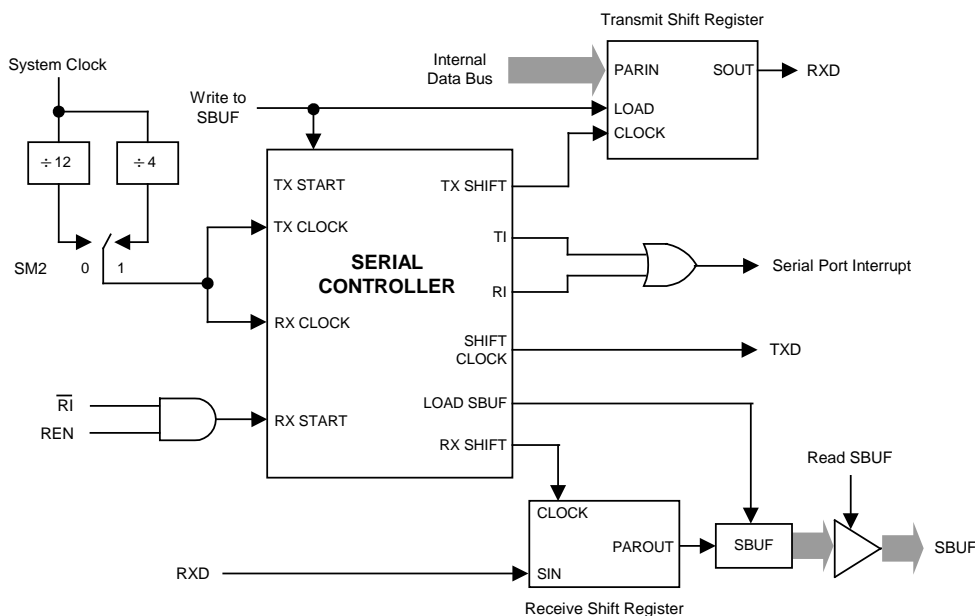 Transmit Shift Register
System Clock
Internal
Data Bus
PARIN
SOUT
RXD
Write to
SBUF
LOAD
CLOCK
÷ 12
÷ 4
TX START
TX SHIFT
TX CLOCK
TI
SM2
0
1
SERIAL
CONTROLLER
Serial Port Interrupt
RI
RX CLOCK
SHIFT
CLOCK
TXD
R̅I̅
REN
LOAD SBUF
RX START
RX SHIFT
Read SBUF
CLOCK
PAROUT
SBUF
SBUF
RXD
SIN
Receive Shift Register